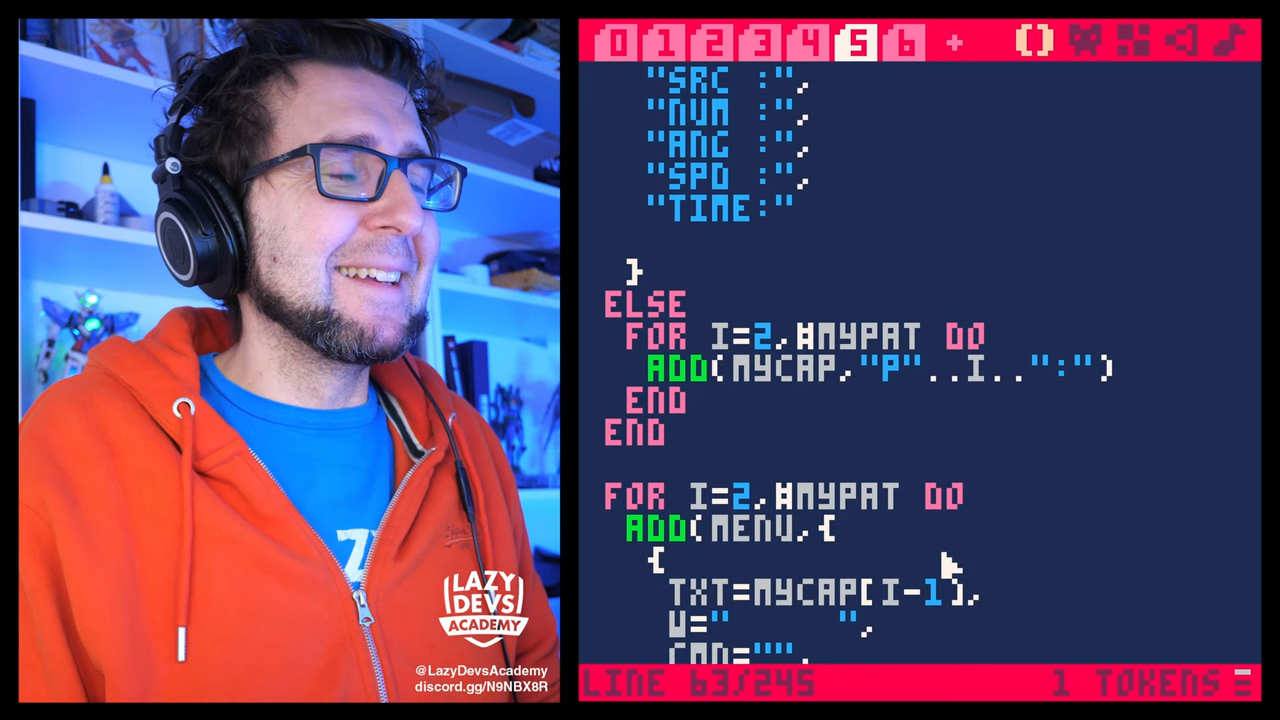 0 1 2 3 4 5 6 + ()
"SRC :",
"NUM :",
"ANG :",
"SPD :",
"TIME:"
}
ELSE
FOR I=2,#MYPAT DO
ADD(MYCAP,"P"..I..":")
END
END
FOR I=2,#MYPAT DO
ADD(MENU,{
{
TXT=MYCAP[I-1],
W="     ",
CMD="",
LINE 63/245
1 TOKENS
LAZY
DEVS
ACADEMY
@LazyDevsAcademy
discord.gg/N9NBX8R